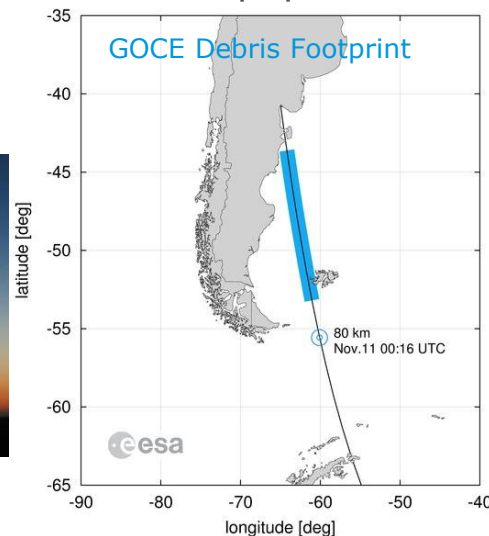 GOCE Debris Footprint
-35
-40
-45
-50
-55
-60
-65
latitude [deg]
80 km
Nov.11 00:16 UTC
esa
-90
-80
-70
-60
-50
-40
longitude [deg]